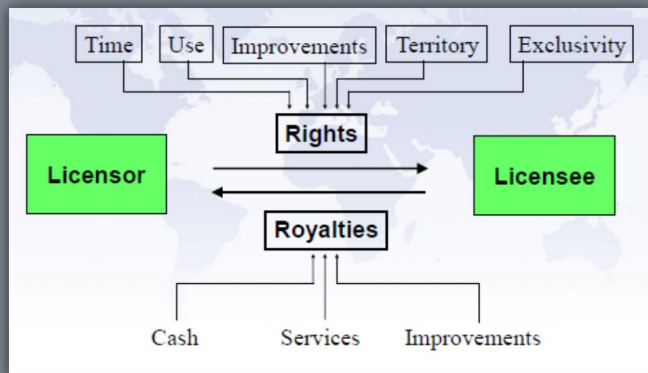 Time Use Improvements Territory Exclusivity
Rights
Licensor Licensee
Royalties
Cash Services Improvements